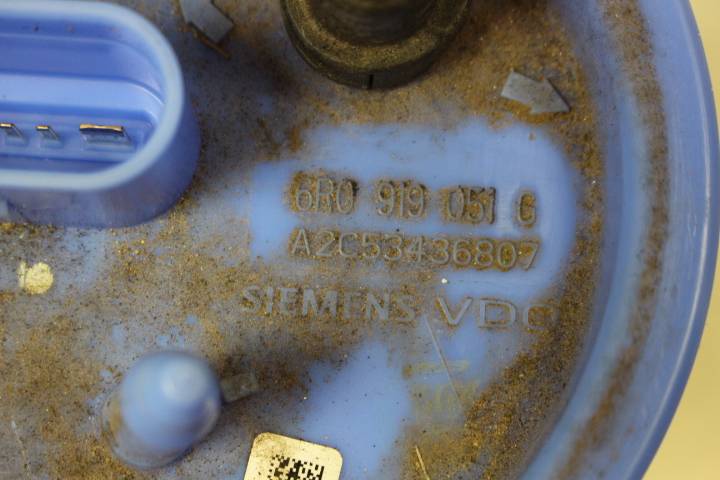 6R0 919 051 G
A2C53436807
SIEMENS VDO